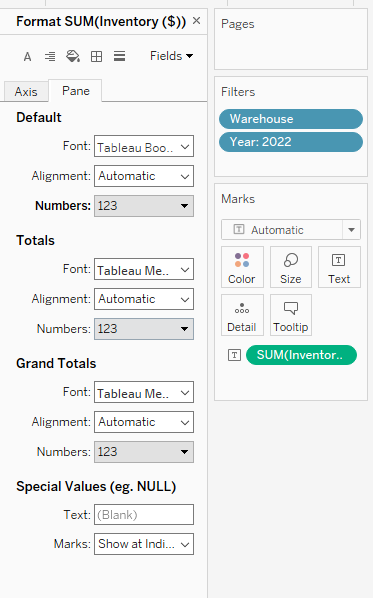 Format SUM(Inventory ($)) ×
A
Fields
Axis
Pane
Default
Font: Tableau Boo..
Alignment: Automatic
Numbers: 123
Totals
Font: Tableau Me..
Alignment: Automatic
Numbers: 123
Grand Totals
Font: Tableau Me..
Alignment: Automatic
Numbers: 123
Special Values (eg. NULL)
Text: (Blank)
Marks: Show at Indi...
Pages
Filters
Warehouse
Year: 2022
Marks
T Automatic
Color
Size
T
Text
Detail
Tooltip
T SUM(Inventor..